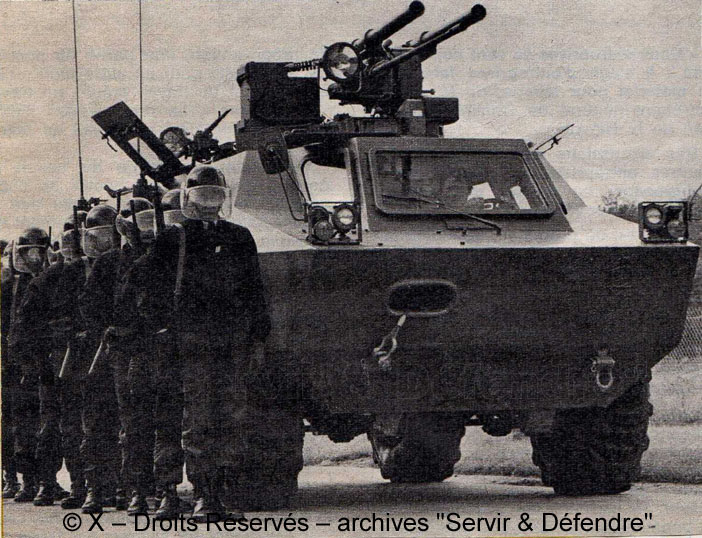 © X – Droits Réservés – archives "Servir & Défendre"